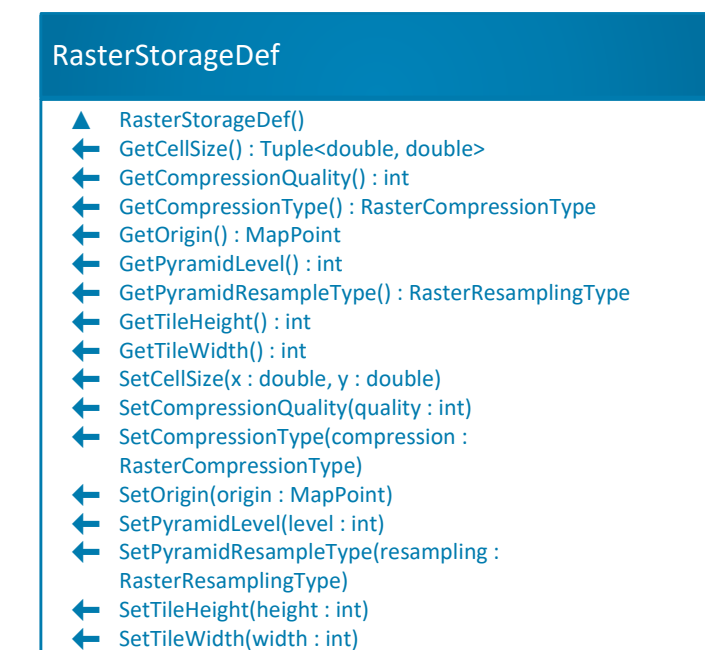 RasterStorageDef
RasterStorageDef()
GetCellSize() : Tuple<double, double>
GetCompressionQuality() : int
GetCompressionType() : RasterCompressionType
GetOrigin() : MapPoint
GetPyramidLevel() : int
GetPyramidResampleType() : RasterResamplingType
GetTileHeight() : int
GetTileWidth() : int
SetCellSize(x : double, y : double)
SetCompressionQuality(quality : int)
SetCompressionType(compression :
RasterCompressionType)
SetOrigin(origin : MapPoint)
SetPyramidLevel(level : int)
SetPyramidResampleType(resampling :
RasterResamplingType)
SetTileHeight(height : int)
SetTileWidth(width : int)